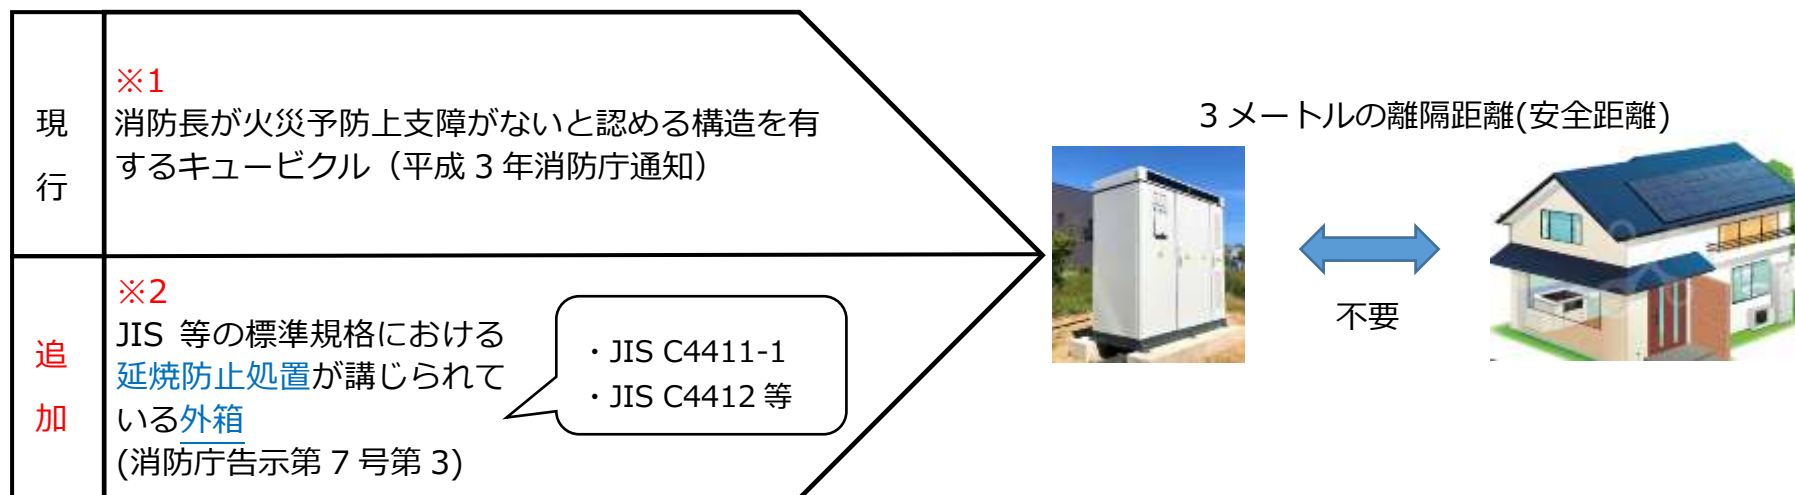 現
行
※1
消防長が火災予防上支障がないと認める構造を有
するキュービクル（平成 3 年消防庁通知）
追
加
※2
JIS 等の標準規格における
延焼防止処置が講じられて
いる外箱
(消防庁告示第 7 号第 3)
・JIS C4411-1
・JIS C4412 等
3 メートルの離隔距離(安全距離)
不要